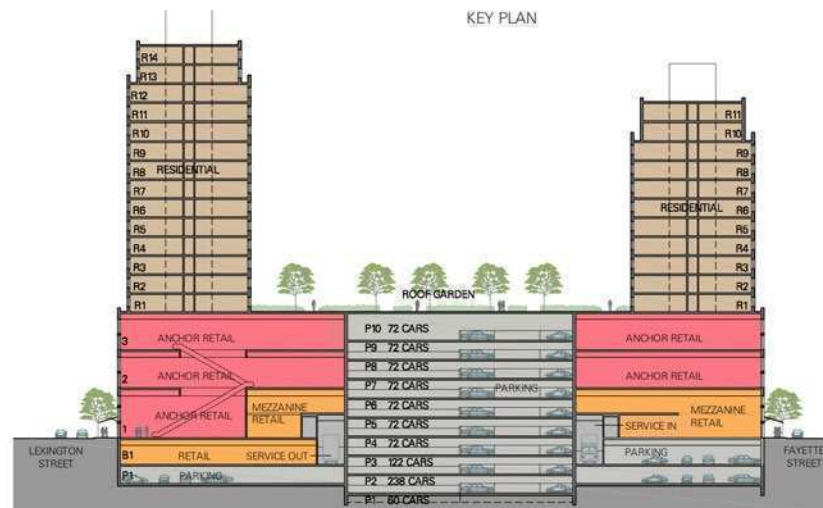 KEY PLAN
R14
R13
R12
R11
R10
R9
R8
RESIDENTIAL
R7
R6
R5
R4
R3
R2
R1
R11
R10
R9
R8
R7
R6
RESIDENTIAL
R5
R4
R3
R2
R1
ROOF GARDEN
3 ANCHOR RETAIL
2 ANCHOR RETAIL
1 ANCHOR RETAIL
MEZZANINE
RETAIL
B1 RETAIL
SERVICE OUT
P1 PARKING
LEXINGTON
STREET
P10 72 CARS
P9 72 CARS
P8 72 CARS
P7 72 CARS
PARKING
P6 72 CARS
P5 72 CARS
P4 72 CARS
P3 122 CARS
P2 238 CARS
P1 60 CARS
ANCHOR RETAIL
ANCHOR RETAIL
MEZZANINE
RETAIL
SERVICE IN
PARKING
FAYETTE
STREET